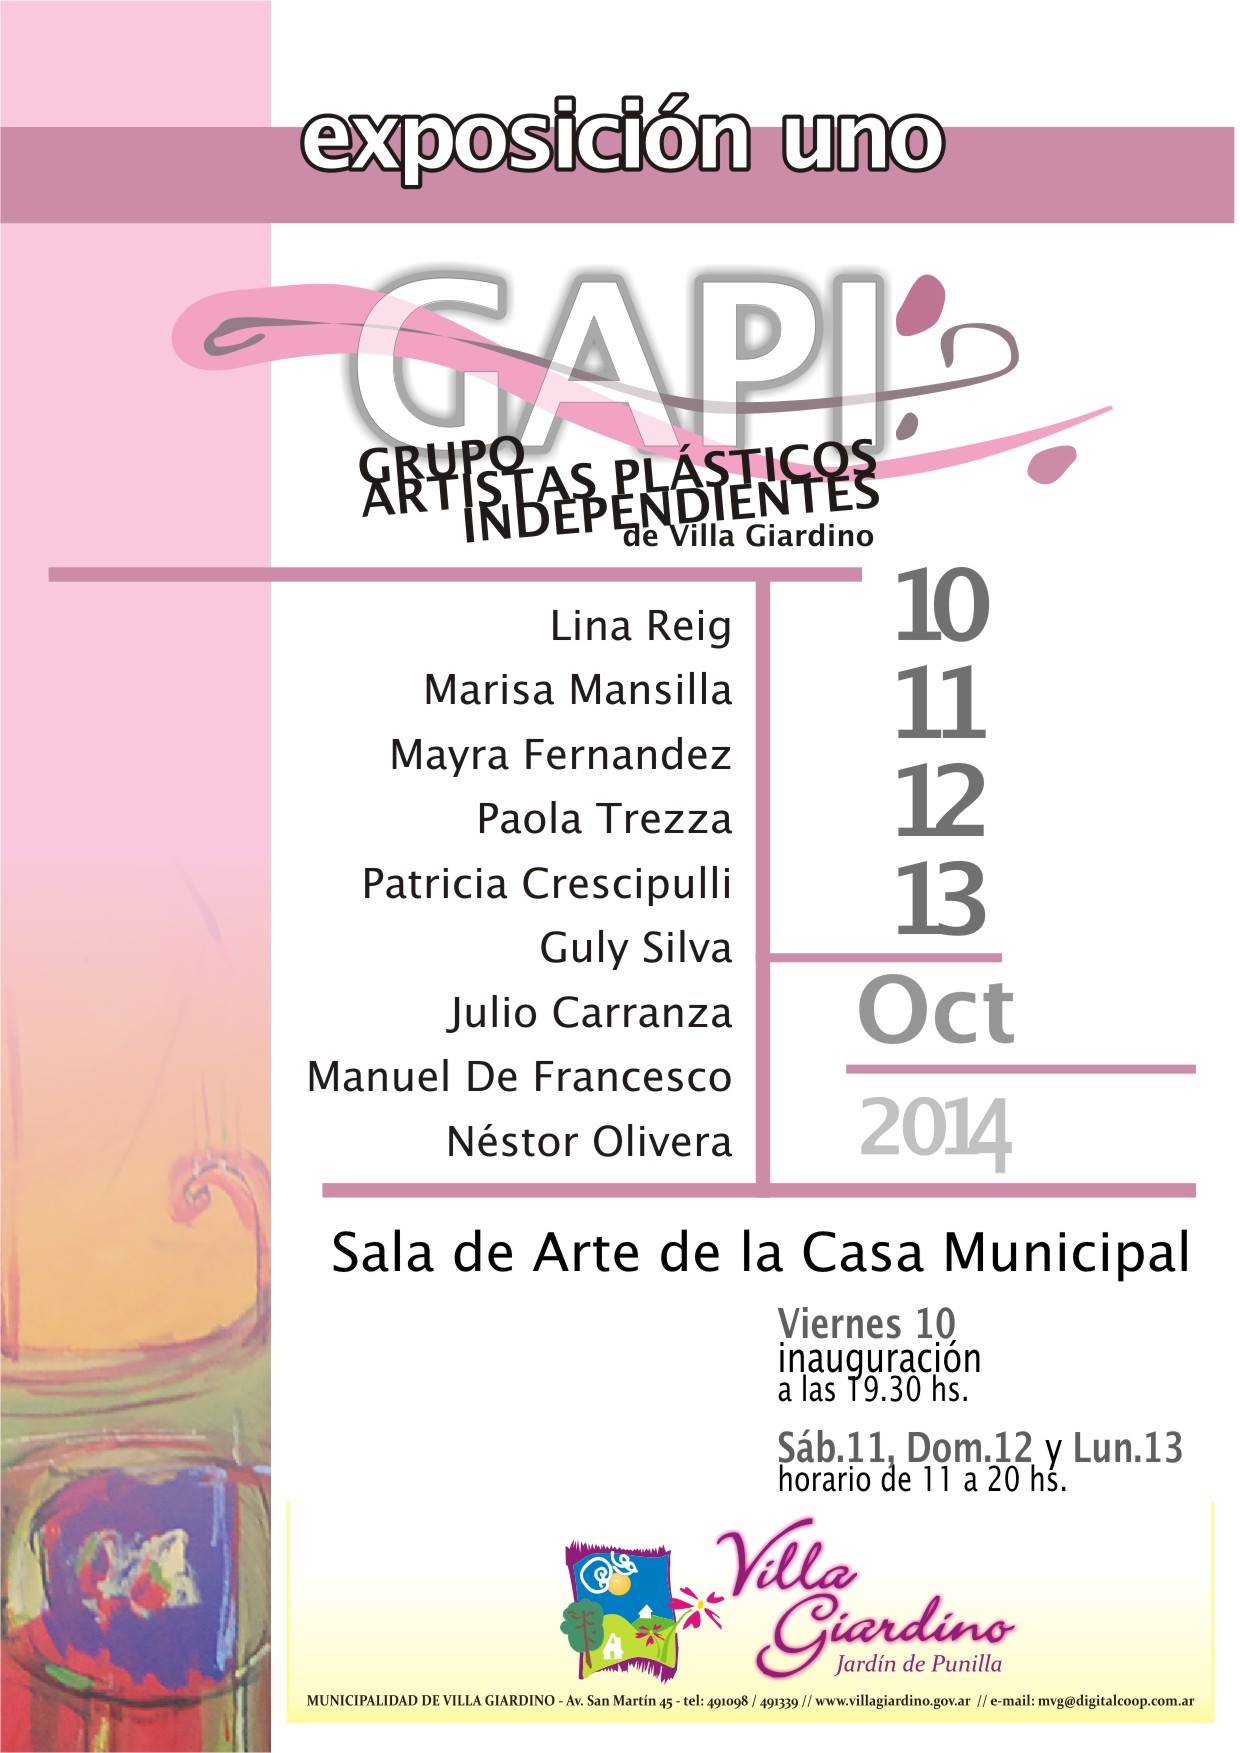 exposición uno
GAPI
GRUPO
ARTISTAS PLÁSTICOS
INDEPENDIENTES
de Villa Giardino
Lina Reig
Marisa Mansilla
Mayra Fernandez
Paola Trezza
Patricia Crescipulli
Guly Silva
Julio Carranza
Manuel De Francesco
Néstor Olivera
10
11
12
13
Oct
2014
Sala de Arte de la Casa Municipal
Viernes 10
inauguración
a las 19.30 hs.
Sáb.11, Dom.12 y Lun.13
horario de 11 a 20 hs.
Villa
Giardino
Jardín de Punilla
MUNICIPALIDAD DE VILLA GIARDINO - Av. San Martín 45 - tel: 491098 / 491339 // www.villagiardino.gov.ar // e-mail: mvg@digitalcoop.com.ar